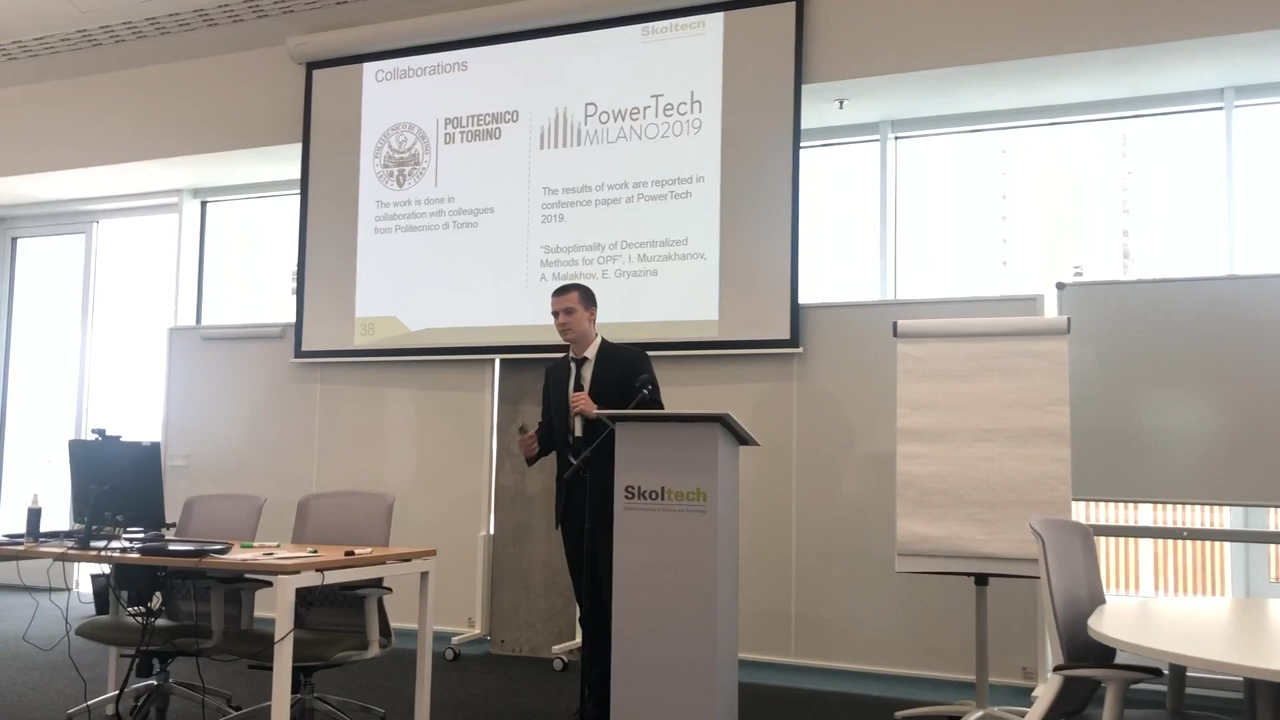 Skoltech
Collaborations
POLITECNICO
DI TORINO
PowerTech
MILANO2019
The work is done in
collaboration with colleagues
from Politecnico di Torino
The results of work are reported in
conference paper at PowerTech
2019.
“Suboptimality of Decentralized
Methods for OPF”, I. Murzakhanov,
A. Malakhov, E. Gryazina
38
Skoltech